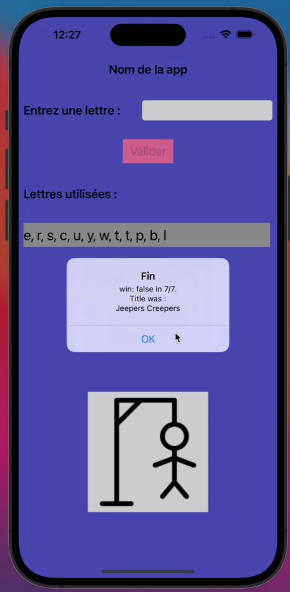 12:27
Nom de la app
Entrez une lettre :
Valider
Lettres utilisées :
e, r, s, c, u, y, w, t, t, p, b, l
Fin
win: false in 7/7.
Title was :
Jeepers Creepers
OK